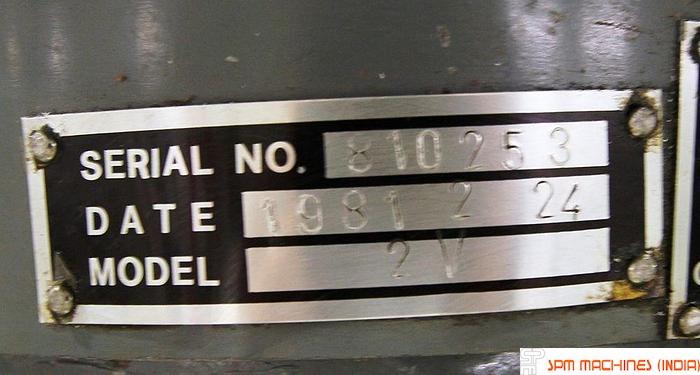 SERIAL NO. 810253
DATE 1981 2 24
MODEL 2V
SPM MACHINES (INDIA)